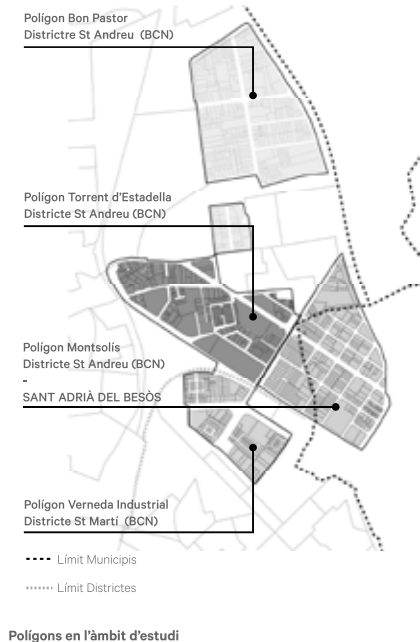 Polígon Bon Pastor
Districtre St Andreu (BCN)
Polígon Torrent d'Estadella
Districte St Andreu (BCN)
Polígon Montsolís
Districte St Andreu (BCN)
-
SANT ADRIÀ DEL BESÒS
Polígon Verneda Industrial
Districte St Martí (BCN)
Límit Municipis
Límit Districtes
Polígons en l'àmbit d'estudi